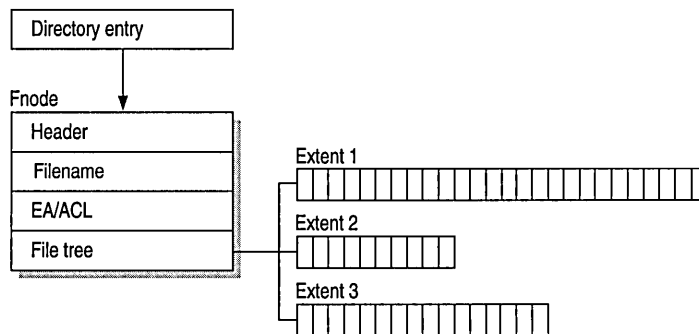 Directory entry
Fnode
Header
Filename
EA/ACL
File tree
Extent 1
Extent 2
Extent 3